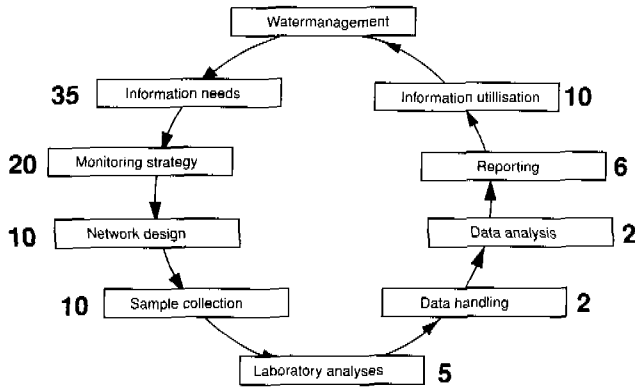 Watermanagement
35 Information needs
Information utillisation 10
20 Monitoring strategy
Reporting 6
10 Network design
Data analysis 2
10 Sample collection
Data handling 2
Laboratory analyses 5